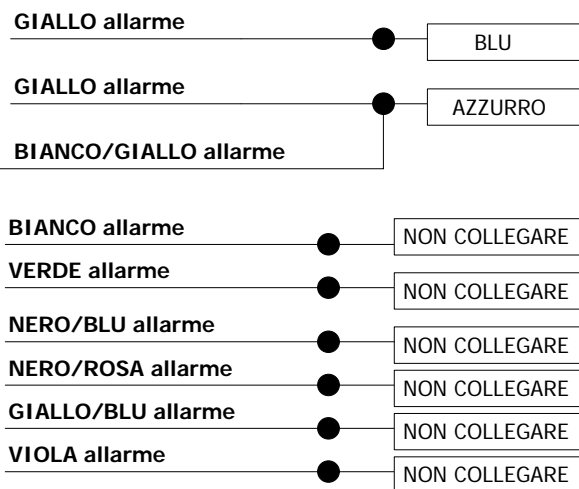 GIALLO allarme
BLU
GIALLO allarme
AZZURRO
BIANCO/GIALLO allarme
BIANCO allarme
NON COLLEGARE
VERDE allarme
NON COLLEGARE
NERO/BLU allarme
NON COLLEGARE
NERO/ROSA allarme
NON COLLEGARE
GIALLO/BLU allarme
NON COLLEGARE
VIOLA allarme
NON COLLEGARE